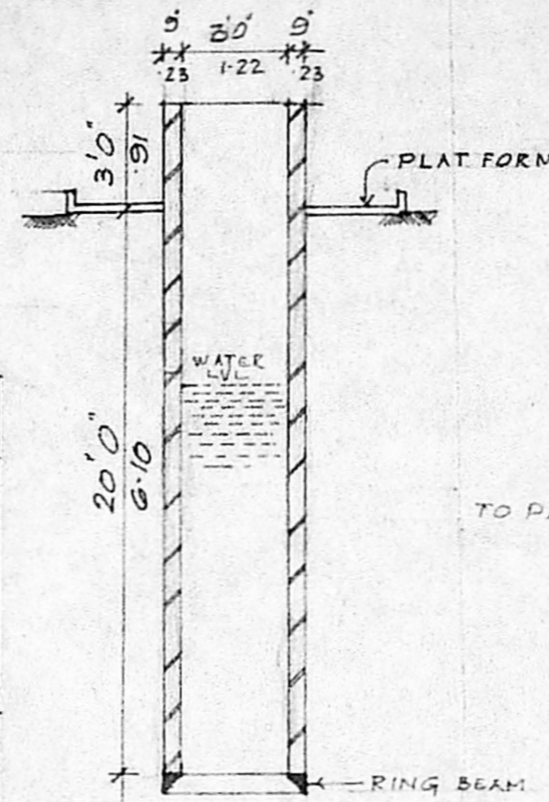 9" 3'0" 9"
.23 1.22 .23
3'0"
.91
PLAT FORM
WATER
LVL
20'0"
6.10
TO P
RING BEAM